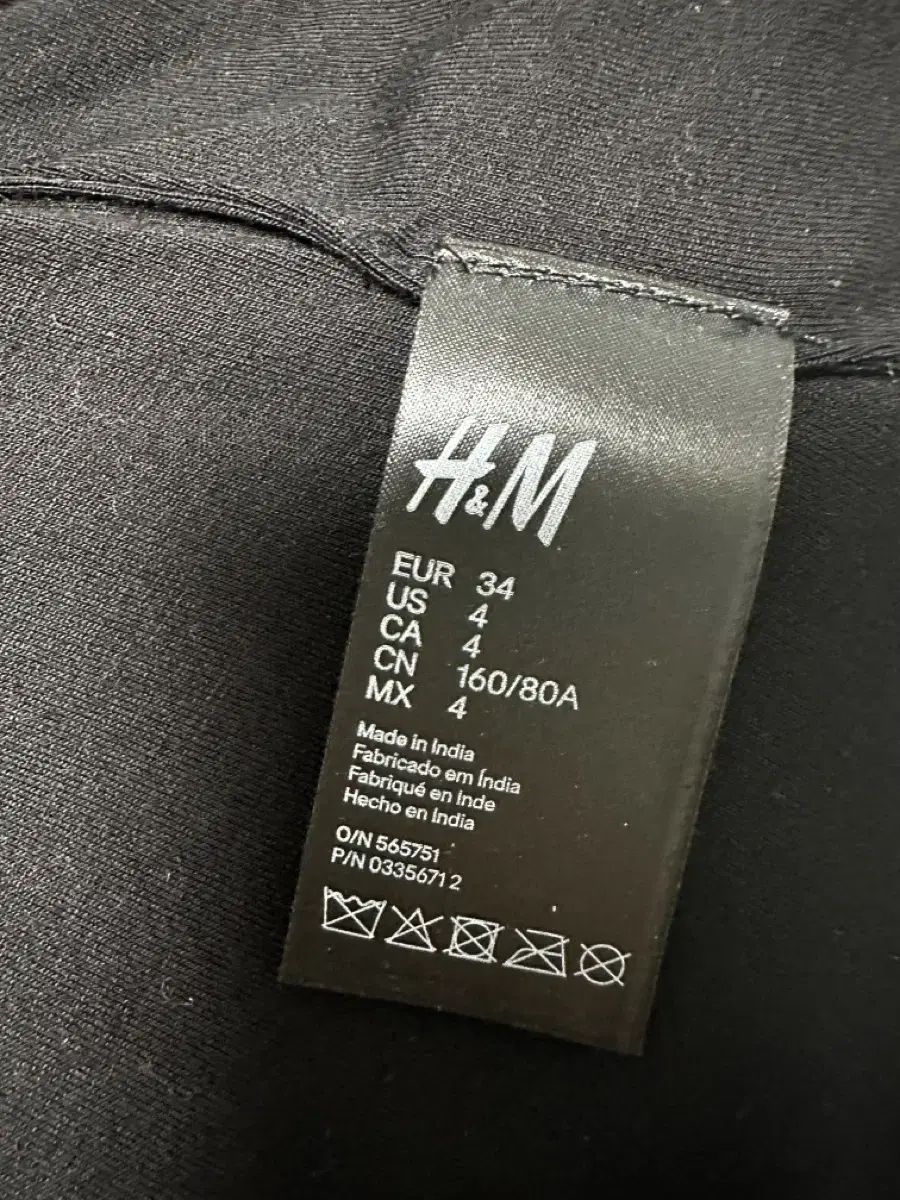 H&M
EUR 34
US 4
CA 4
CN 160/80A
MX 4
Made in India
Fabricado em Índia
Fabriqué en Inde
Hecho en India
O/N 565751
P/N 03356712